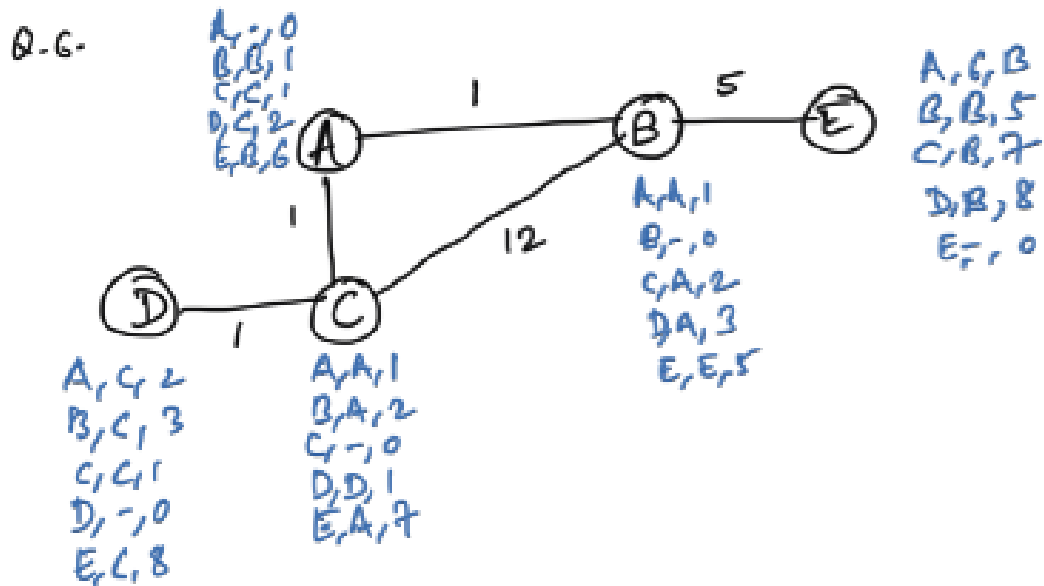 Q-6-
A, -, 0
B, B, 1
C, C, 1
D, C, 2
E, B, 6
A
1
B
5
E
A, 6, B
B, B, 5
C, B, 7
D, B, 8
E, -, 0
1
12
A, A, 1
B, -, 0
C, A, 2
D, A, 3
E, E, 5
D
1
C
A, C, 2
B, C, 3
C, C, 1
D, -, 0
E, C, 8
A, A, 1
B, A, 2
C, -, 0
D, D, 1
E, A, 7